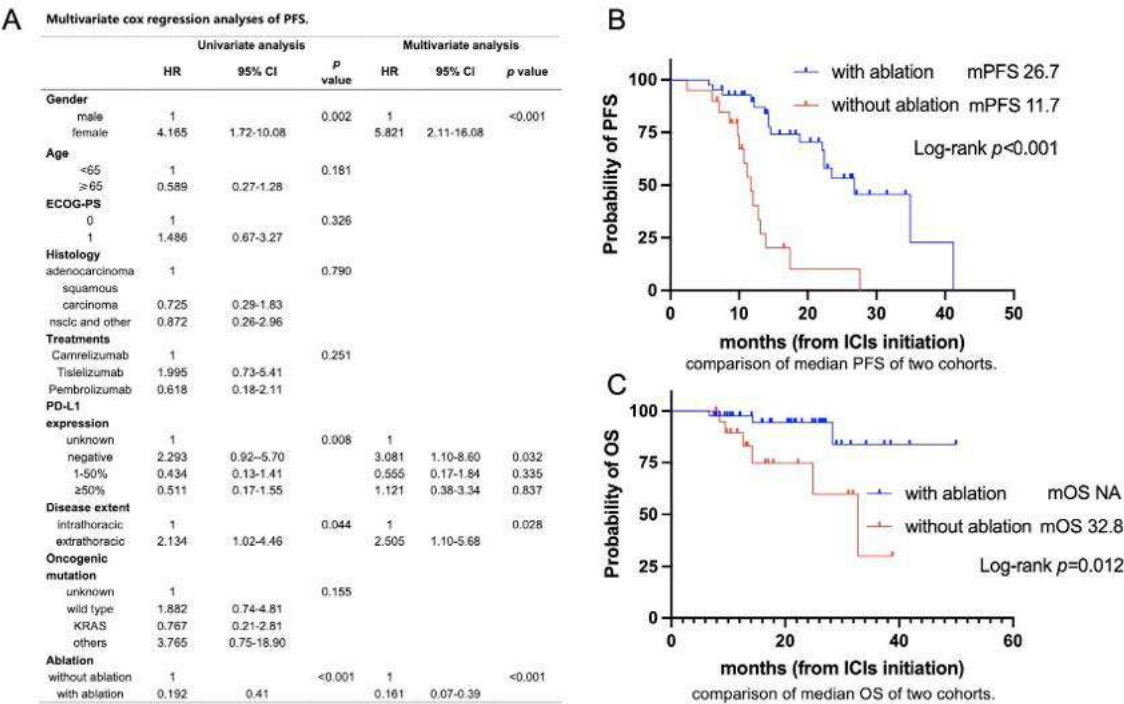 A
Multivariate cox regression analyses of PFS.
Univariate analysis Multivariate analysis
HR 95% CI p value HR 95% CI p value
Gender
male 1 0.002 1 <0.001
female 4.165 1.72-10.08 5.821 2.11-16.08
Age
<65 1 0.181
≥65 0.589 0.27-1.28
ECOG-PS
0 1 0.326
1 1.486 0.67-3.27
Histology
adenocarcinoma 1 0.790
squamous
carcinoma 0.725 0.29-1.83
nsclc and other 0.872 0.26-2.96
Treatments
Camrelizumab 1 0.251
Tislelizumab 1.995 0.73-5.41
Pembrolizumab 0.618 0.18-2.11
PD-L1
expression
unknown 1 0.008 1
negative 2.293 0.92--5.70 3.081 1.10-8.60 0.032
1-50% 0.434 0.13-1.41 0.555 0.17-1.84 0.335
≥50% 0.511 0.17-1.55 1.121 0.38-3.34 0.837
Disease extent
intrathoracic 1 0.044 1 0.028
extrathoracic 2.134 1.02-4.46 2.505 1.10-5.68
Oncogenic
mutation
unknown 1 0.155
wild type 1.882 0.74-4.81
KRAS 0.767 0.21-2.81
others 3.765 0.75-18.90
Ablation
without ablation 1 <0.001 1 <0.001
with ablation 0.192 0.41 0.161 0.07-0.39
B
Probability of PFS
100
75
50
25
0
with ablation mPFS 26.7
without ablation mPFS 11.7
Log-rank p<0.001
0 10 20 30 40 50
months (from ICIs initiation)
comparison of median PFS of two cohorts.
C
Probability of OS
100
75
50
25
0
with ablation mOS NA
without ablation mOS 32.8
Log-rank p=0.012
0 20 40 60
months (from ICIs initiation)
comparison of median OS of two cohorts.